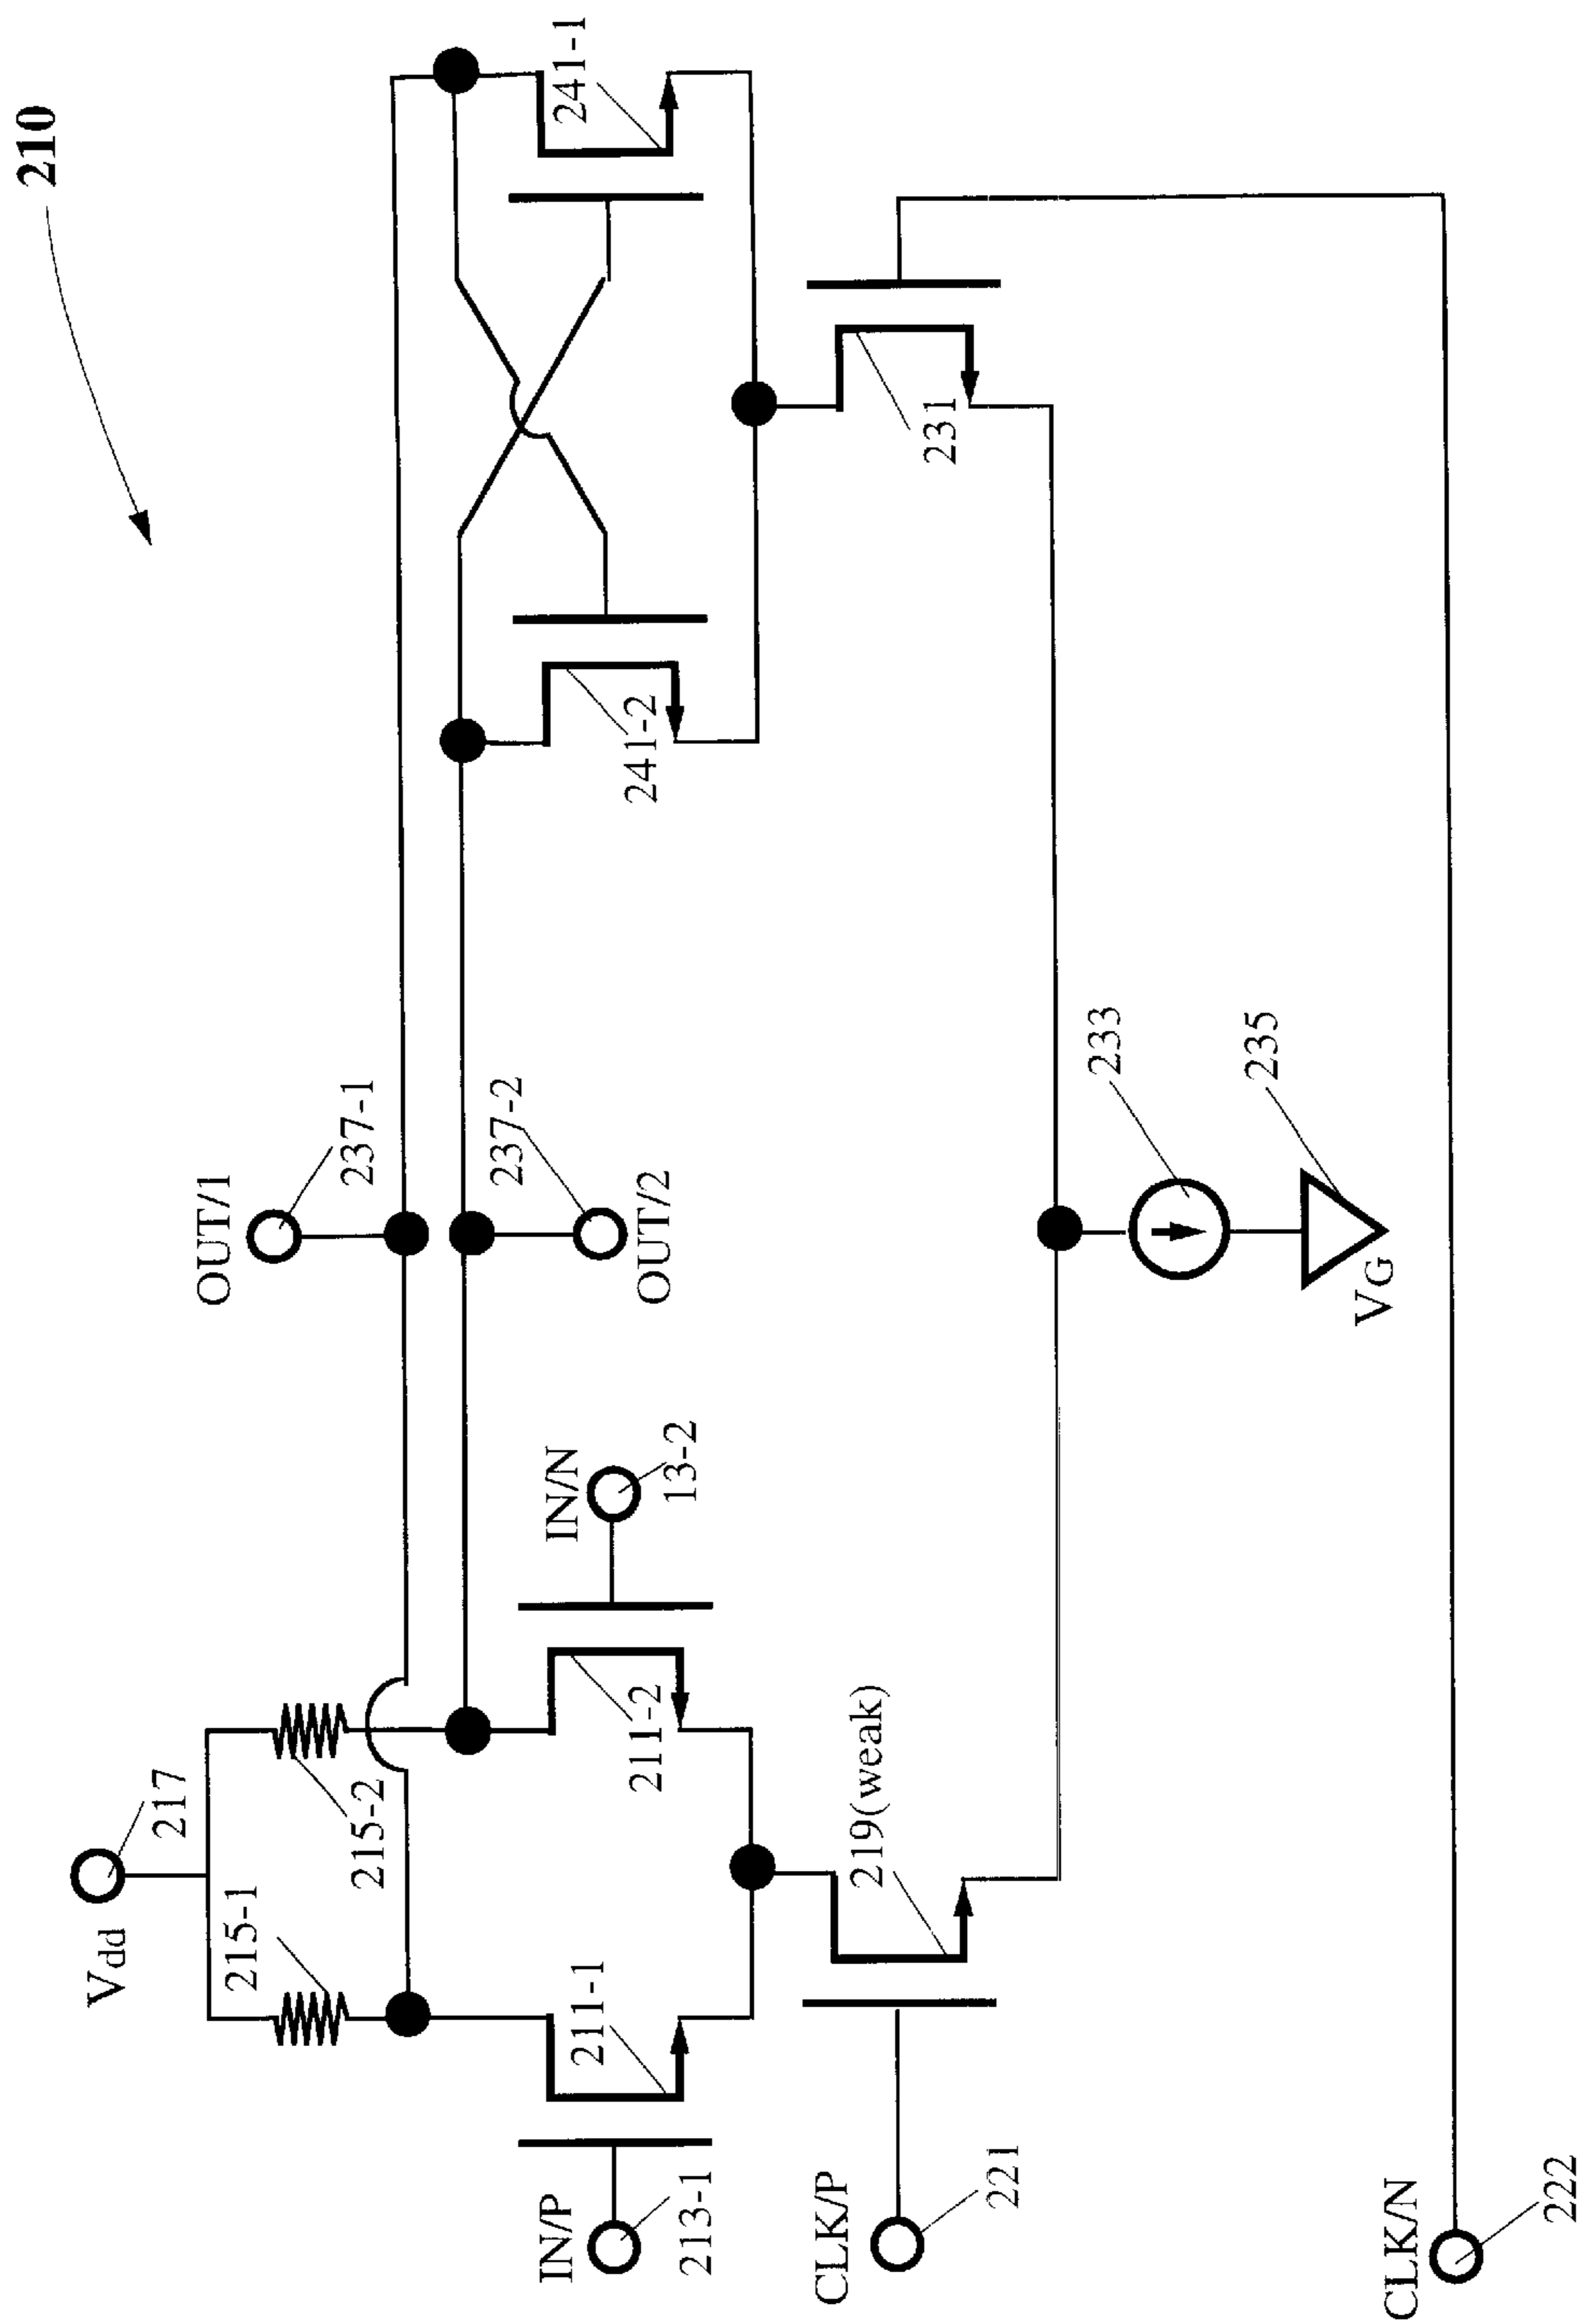 210
Vdd
217
215-1
215-2
OUT/1
237-1
237-2
OUT/2
IN/P
213-1
211-1
211-2
IN/N
13-2
241-2
241-1
CLK/P
221
219(weak)
231
233
235
VG
CLK/N
222